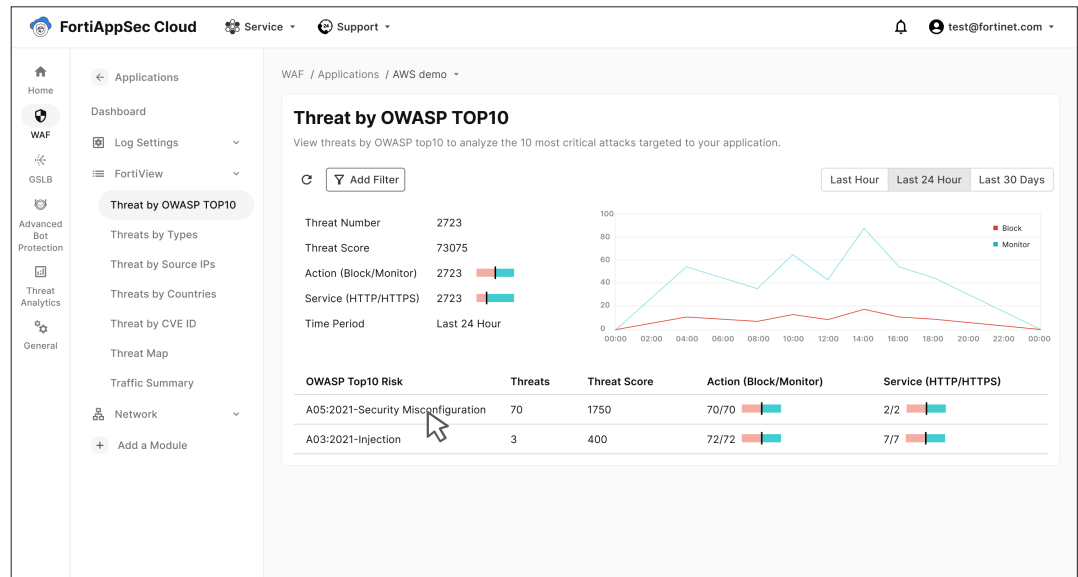 FortiAppSec Cloud
Service
24 Support
test@fortinet.com
Home
WAF
GSLB
Advanced
Bot
Protection
Threat
Analytics
General
Applications
Dashboard
Log Settings
FortiView
Threat by OWASP TOP10
Threats by Types
Threat by Source IPs
Threats by Countries
Threat by CVE ID
Threat Map
Traffic Summary
Network
+ Add a Module
WAF / Applications / AWS demo
Threat by OWASP TOP10
View threats by OWASP top10 to analyze the 10 most critical attacks targeted to your application.
Add Filter
Last Hour Last 24 Hour Last 30 Days
Threat Number 2723
Threat Score 73075
Action (Block/Monitor) 2723
Service (HTTP/HTTPS) 2723
Time Period Last 24 Hour
100
80
60
40
20
0
Block
Monitor
00:00 02:00 04:00 06:00 08:00 10:00 12:00 14:00 16:00 18:00 20:00 22:00 00:00
OWASP Top10 Risk Threats Threat Score Action (Block/Monitor) Service (HTTP/HTTPS)
A05:2021-Security Misconfiguration 70 1750 70/70 2/2
A03:2021-Injection 3 400 72/72 7/7